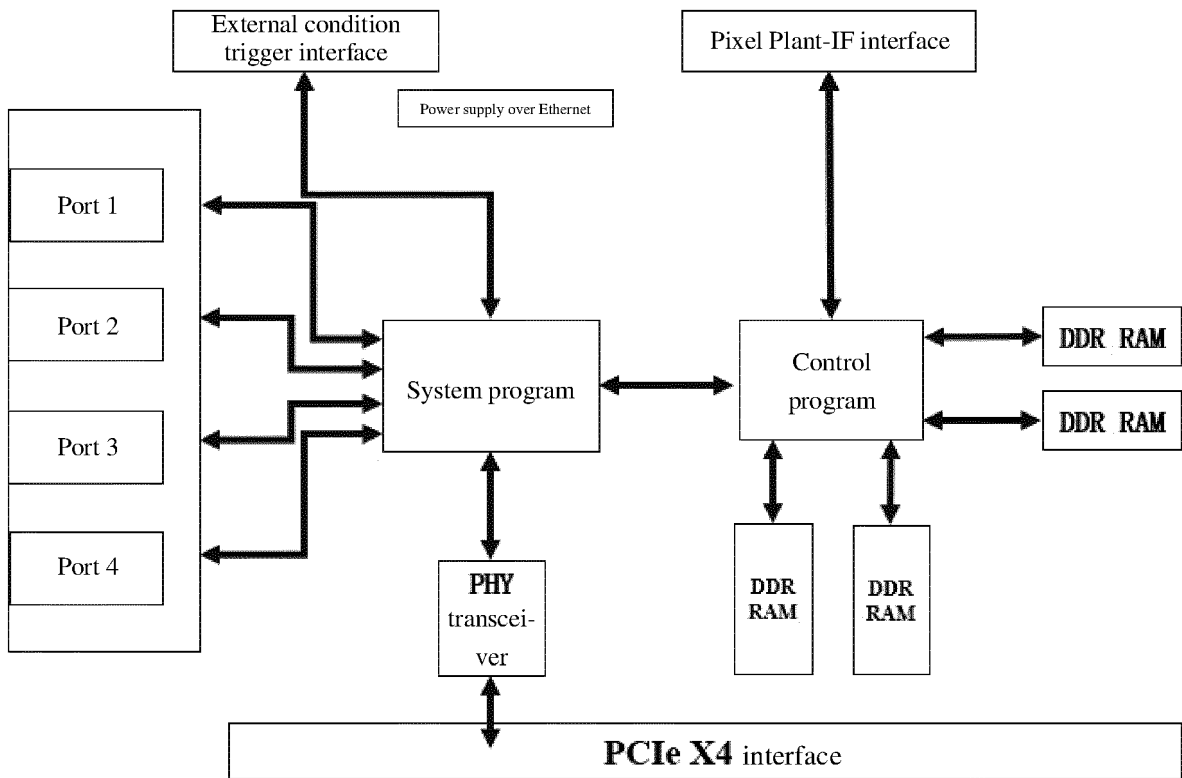 External condition
trigger interface
Pixel Plant-IF interface
Power supply over Ethernet
Port 1
Port 2
Port 3
Port 4
System program
Control
program
DDR RAM
DDR RAM
PHY
transcei-
ver
DDR
RAM
DDR
RAM
PCIe X4 interface